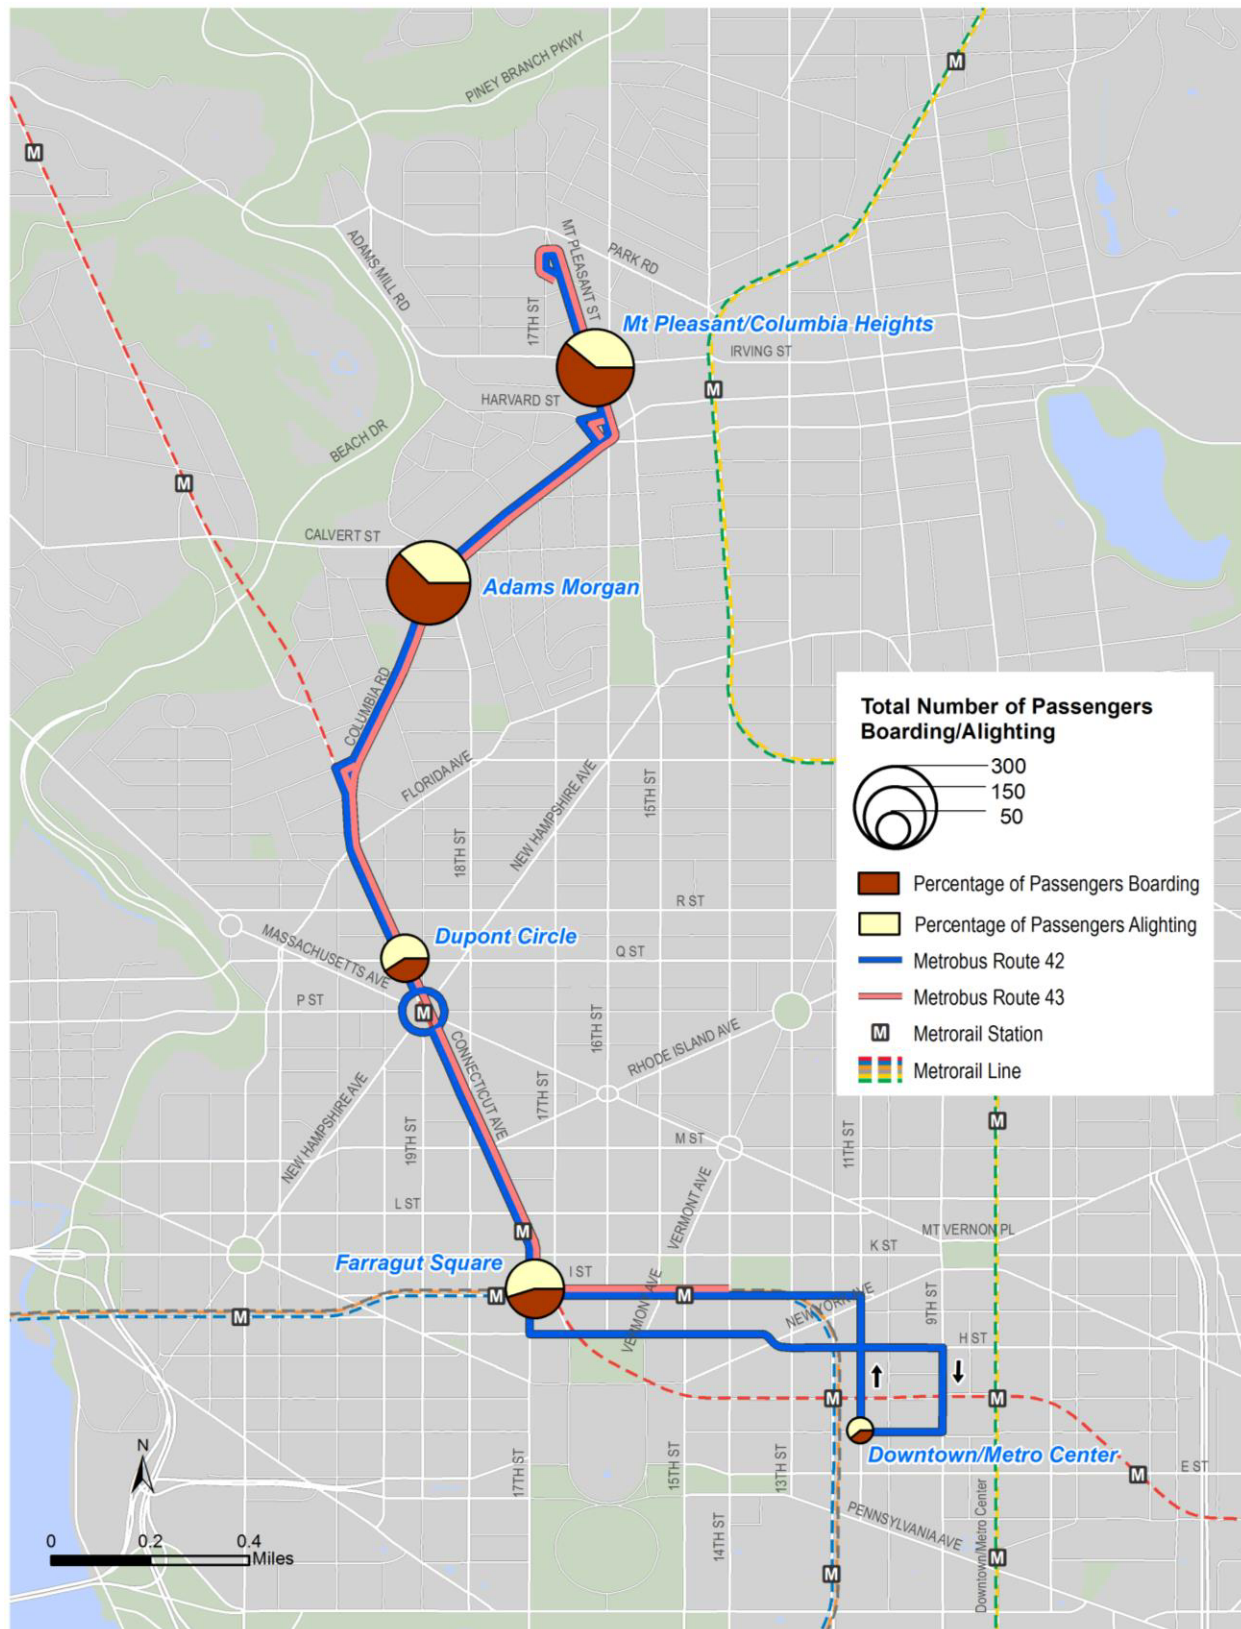 M
PINEY BRANCH PKWY
M
ADAMS MILL RD
MT PLEASANT ST
PARK RD
17TH ST
Mt Pleasant/Columbia Heights
IRVING ST
M
HARVARD ST
BEACH DR
M
CALVERT ST
Adams Morgan
COLUMBIA RD
FLORIDA AVE
NEW HAMPSHIRE AVE
15TH ST
18TH ST
Total Number of Passengers
Boarding/Alighting
300
150
50
Percentage of Passengers Boarding
Percentage of Passengers Alighting
Metrobus Route 42
Metrobus Route 43
M Metrorail Station
Metrorail Line
R ST
MASSACHUSETTS AVE
Dupont Circle
Q ST
P ST
M
CONNECTICUT AVE
16TH ST
RHODE ISLAND AVE
NEW HAMPSHIRE AVE
19TH ST
17TH ST
M ST
11TH ST
M
L ST
VERMONT AVE
MT VERNON PL
M
K ST
Farragut Square
I ST
M
M
M
VERMONT AVE
NEW YORK AVE
9TH ST
H ST
M
M
Downtown/Metro Center
M
E ST
N
17TH ST
15TH ST
13TH ST
14TH ST
PENNSYLVANIA AVE
Downtown/Metro Center
M
M
0 0.2 0.4
Miles